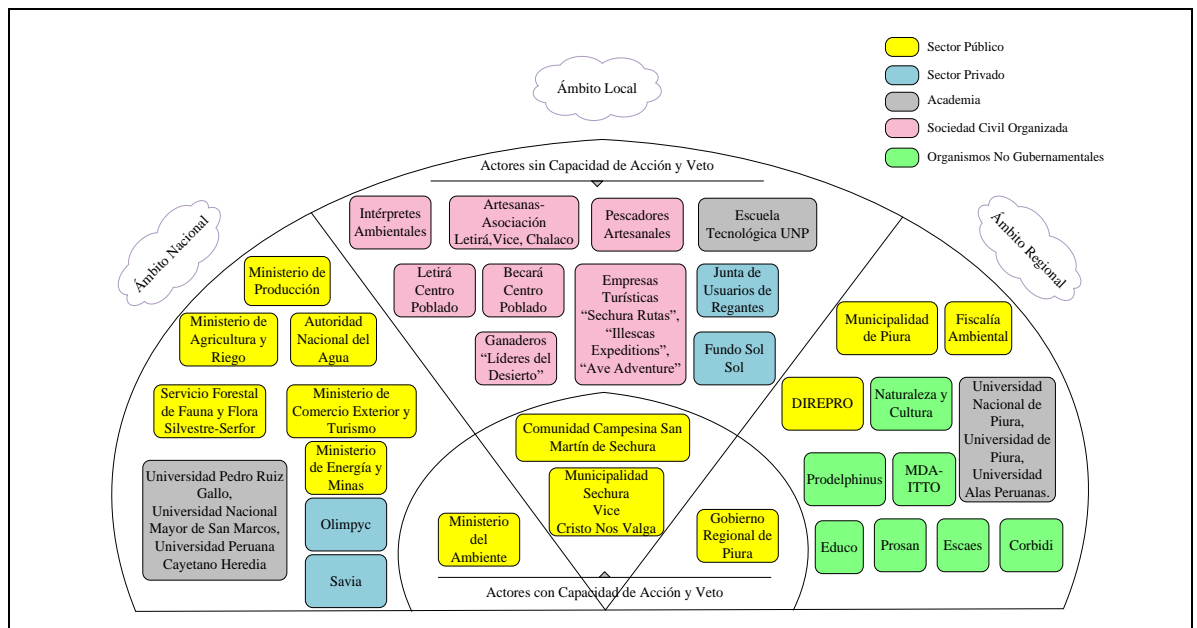 Sector Público
Sector Privado
Academia
Sociedad Civil Organizada
Organismos No Gubernamentales
Ámbito Local
Ámbito Nacional
Ámbito Regional
Actores sin Capacidad de Acción y Veto
Intérpretes
Ambientales
Artesanas-
Asociación
Letirá,Vice, Chalaco
Pescadores
Artesanales
Escuela
Tecnológica UNP
Letirá
Centro
Poblado
Becará
Centro
Poblado
Empresas
Turísticas
“Sechura Rutas”,
“Illescas
Expeditions”,
“Ave Adventure”
Junta de
Usuarios de
Regantes
Ganaderos
“Líderes del
Desierto”
Fundo Sol
Sol
Ministerio de
Producción
Ministerio de
Agricultura y
Riego
Autoridad
Nacional del
Agua
Servicio Forestal
de Fauna y Flora
Silvestre-Serfor
Ministerio de
Comercio Exterior y
Turismo
Ministerio
de Energía y
Minas
Universidad Pedro Ruiz
Gallo,
Universidad Nacional
Mayor de San Marcos,
Universidad Peruana
Cayetano Heredia
Olimpyc
Savia
Municipalidad
de Piura
Fiscalía
Ambiental
DIREPRO
Naturaleza y
Cultura
Universidad
Nacional de
Piura,
Universidad de
Piura,
Universidad
Alas Peruanas.
Prodelphinus
MDA-
ITTO
Educo
Prosan
Escaes
Corbidi
Comunidad Campesina San
Martín de Sechura
Municipalidad
Sechura
Vice
Cristo Nos Valga
Ministerio
del
Ambiente
Gobierno
Regional de
Piura
Actores con Capacidad de Acción y Veto